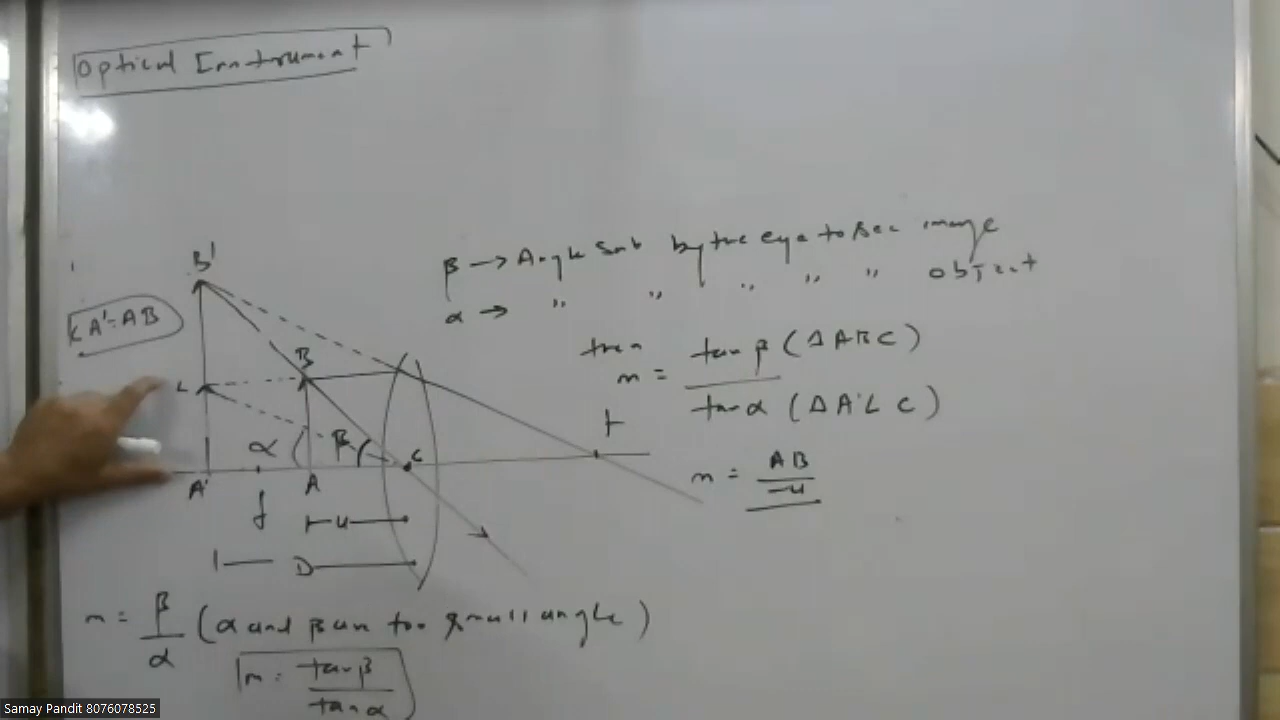 Optical Instrument
β → Angle Sub by the eye to see image
α → " " " " " object
then
m = tan β (Δ ABC)
tan α (Δ A'LC)
m = AB
-u
B'
LA' = AB
L
B
α
β
C
F
A'
A
f
u
D
m = β (α and β are too small angle)
α
m = tan β
tan α
Samay Pandit 8076078525